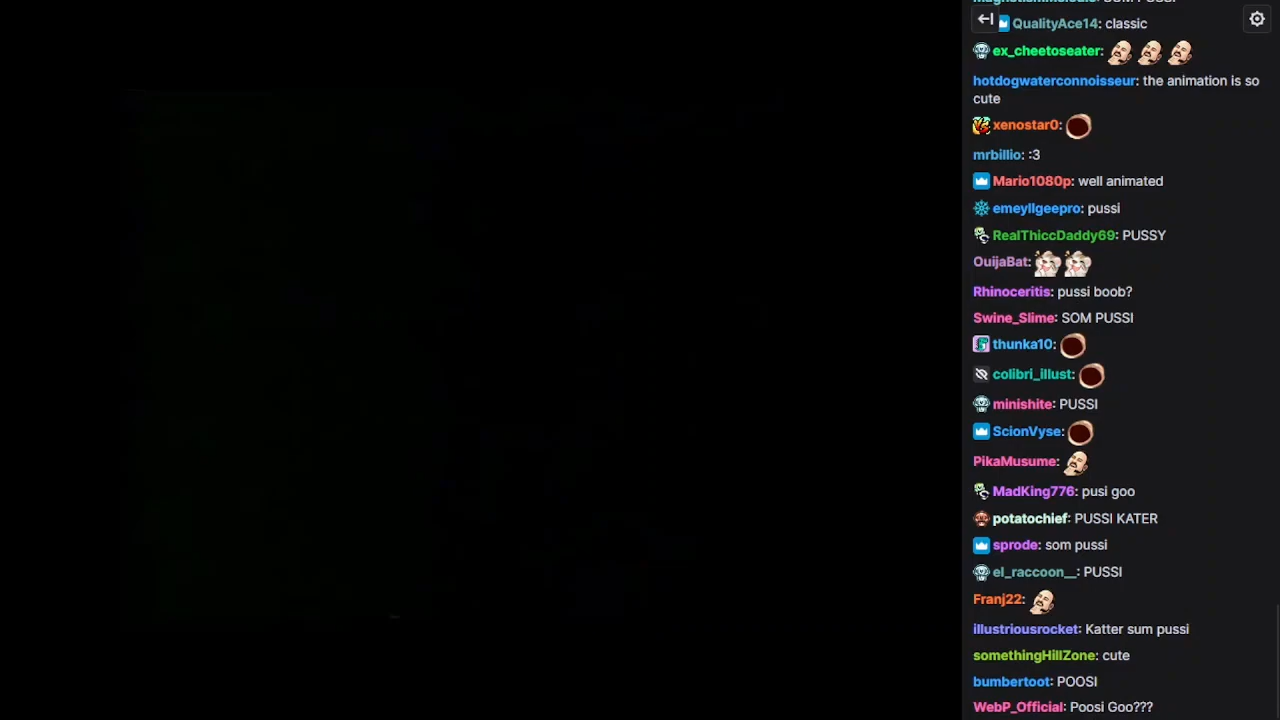 QualityAce14: classic
ex_cheetoseater:
hotdogwaterconnoisseur: the animation is so
cute
xenostar0:
mrbillio: :3
Mario1080p: well animated
emeyllgeepro: pussi
RealThiccDaddy69: PUSSY
OuijaBat:
Rhinoceritis: pussi boob?
Swine_Slime: SOM PUSSI
thunka10:
colibri_illust:
minishite: PUSSI
ScionVyse:
PikaMusume:
MadKing776: pusi goo
potatochief: PUSSI KATER
sprode: som pussi
el_raccoon__: PUSSI
Franj22:
illustriousrocket: Katter sum pussi
somethingHillZone: cute
bumbertoot: POOSI
WebP_Official: Poosi Goo???